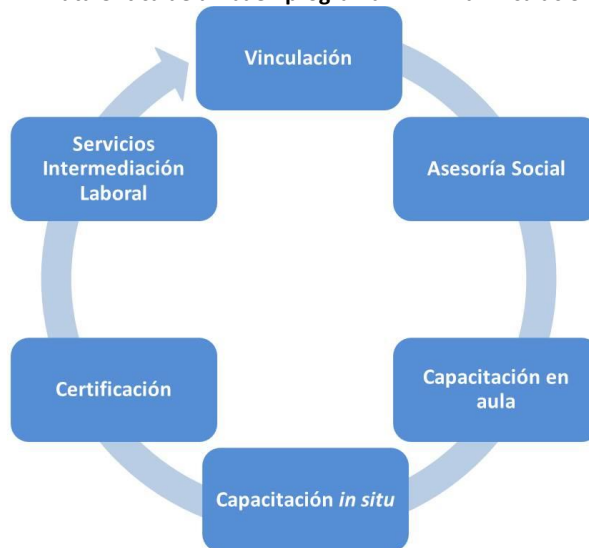 Vinculación
Asesoría Social
Capacitación en
aula
Capacitación in situ
Certificación
Servicios
Intermediación
Laboral